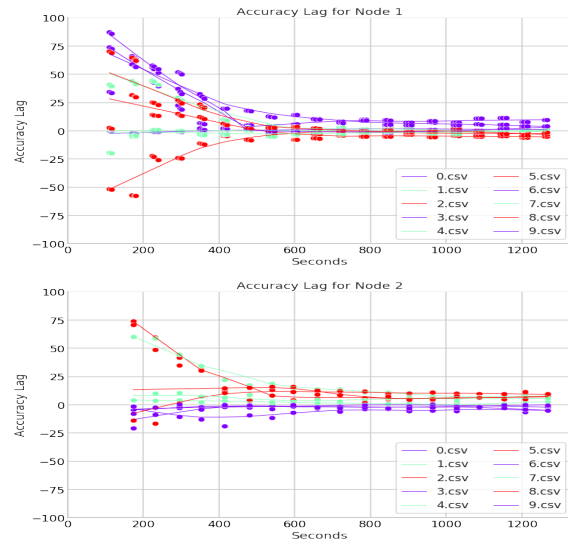 Accuracy Lag for Node 1
100
75
50
25
0
−25
−50
−75
−100
Accuracy Lag
0 200 400 600 800 1000 1200
Seconds
0.csv 5.csv
1.csv 6.csv
2.csv 7.csv
3.csv 8.csv
4.csv 9.csv
Accuracy Lag for Node 2
100
75
50
25
0
−25
−50
−75
−100
Accuracy Lag
0 200 400 600 800 1000 1200
Seconds
0.csv 5.csv
1.csv 6.csv
2.csv 7.csv
3.csv 8.csv
4.csv 9.csv